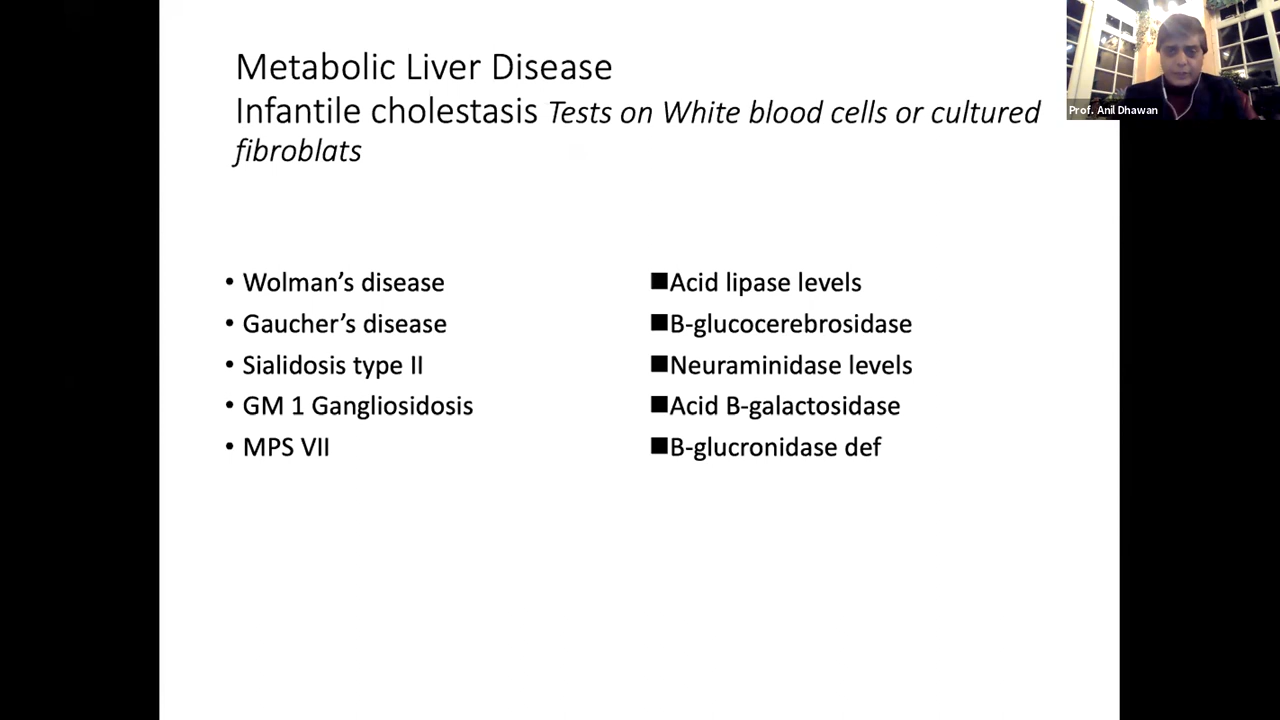 Metabolic Liver Disease
Infantile cholestasis Tests on White blood cells or cultured
fibroblats
Prof. Anil Dhawan
• Wolman’s disease
• Gaucher’s disease
• Sialidosis type II
• GM 1 Gangliosidosis
• MPS VII
■Acid lipase levels
■B-glucocerebrosidase
■Neuraminidase levels
■Acid B-galactosidase
■B-glucronidase def